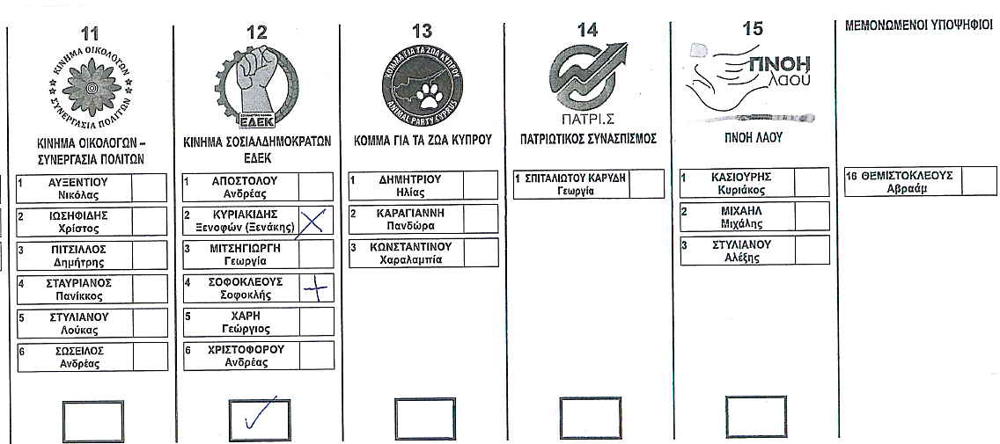 11
ΚΙΝΗΜΑ ΟΙΚΟΛΟΓΩΝ
ΣΥΝΕΡΓΑΣΙΑ ΠΟΛΙΤΩΝ
ΚΙΝΗΜΑ ΟΙΚΟΛΟΓΩΝ –
ΣΥΝΕΡΓΑΣΙΑ ΠΟΛΙΤΩΝ
1 ΑΥΞΕΝΤΙΟΥ
Νικόλας
2 ΙΩΣΗΦΙΔΗΣ
Χρίστος
3 ΠΙΤΣΙΛΛΟΣ
Δημήτρης
4 ΣΤΑΥΡΙΑΝΟΣ
Πανίκκος
5 ΣΤΥΛΙΑΝΟΥ
Λούκας
6 ΣΩΣΕΙΛΟΣ
Ανδρέας
12
ΕΔΕΚ
ΚΙΝΗΜΑ ΣΟΣΙΑΛΔΗΜΟΚΡΑΤΩΝ
ΕΔΕΚ
1 ΑΠΟΣΤΟΛΟΥ
Ανδρέας
2 ΚΥΡΙΑΚΙΔΗΣ
Ξενοφών (Ξενάκης)
3 ΜΙΤΣΗΓΙΩΡΓΗ
Γεωργία
4 ΣΟΦΟΚΛΕΟΥΣ
Σοφοκλής
5 ΧΑΡΗ
Γεώργιος
6 ΧΡΙΣΤΟΦΟΡΟΥ
Ανδρέας
13
ΚΟΜΜΑ ΓΙΑ ΤΑ ΖΩΑ ΚΥΠΡΟΥ
ANIMAL PARTY CYPRUS
ΚΟΜΜΑ ΓΙΑ ΤΑ ΖΩΑ ΚΥΠΡΟΥ
1 ΔΗΜΗΤΡΙΟΥ
Ηλίας
2 ΚΑΡΑΓΙΑΝΝΗ
Πανδώρα
3 ΚΩΝΣΤΑΝΤΙΝΟΥ
Χαραλαμπία
14
ΠΑΤΡΙ.Σ
ΠΑΤΡΙΩΤΙΚΟΣ ΣΥΝΑΣΠΙΣΜΟΣ
1 ΣΠΙΤΑΛΙΩΤΟΥ ΚΑΡΥΔΗ
Γεωργία
15
ΠΝΟΗ
λαού
ΠΝΟΗ ΛΑΟΥ
1 ΚΑΣΙΟΥΡΗΣ
Κυριάκος
2 ΜΙΧΑΗΛ
Μιχάλης
3 ΣΤΥΛΙΑΝΟΥ
Αλέξης
ΜΕΜΟΝΩΜΕΝΟΙ ΥΠΟΨΗΦΙΟΙ
16 ΘΕΜΙΣΤΟΚΛΕΟΥΣ
Αβραάμ